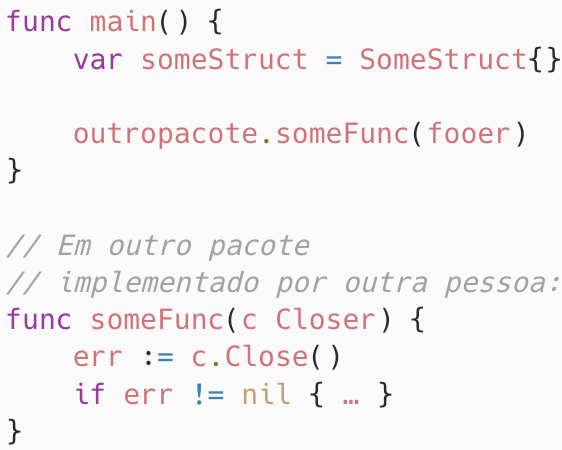 func main() {
    var someStruct = SomeStruct{}

    outropacote.someFunc(fooer)
}

// Em outro pacote
// implementado por outra pessoa:
func someFunc(c Closer) {
    err := c.Close()
    if err != nil { … }
}